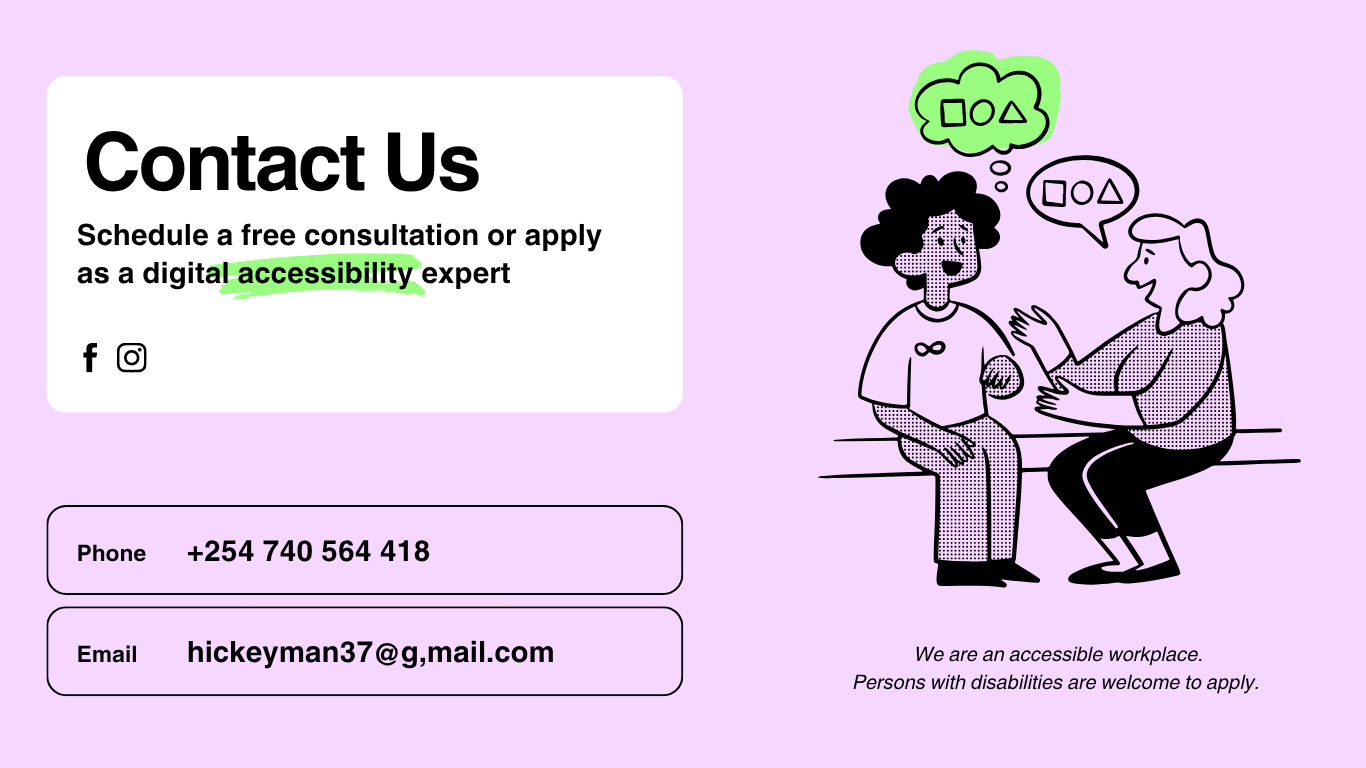 Contact Us
Schedule a free consultation or apply
as a digital accessibility expert
Phone +254 740 564 418
Email hickeyman37@g,mail.com
We are an accessible workplace.
Persons with disabilities are welcome to apply.